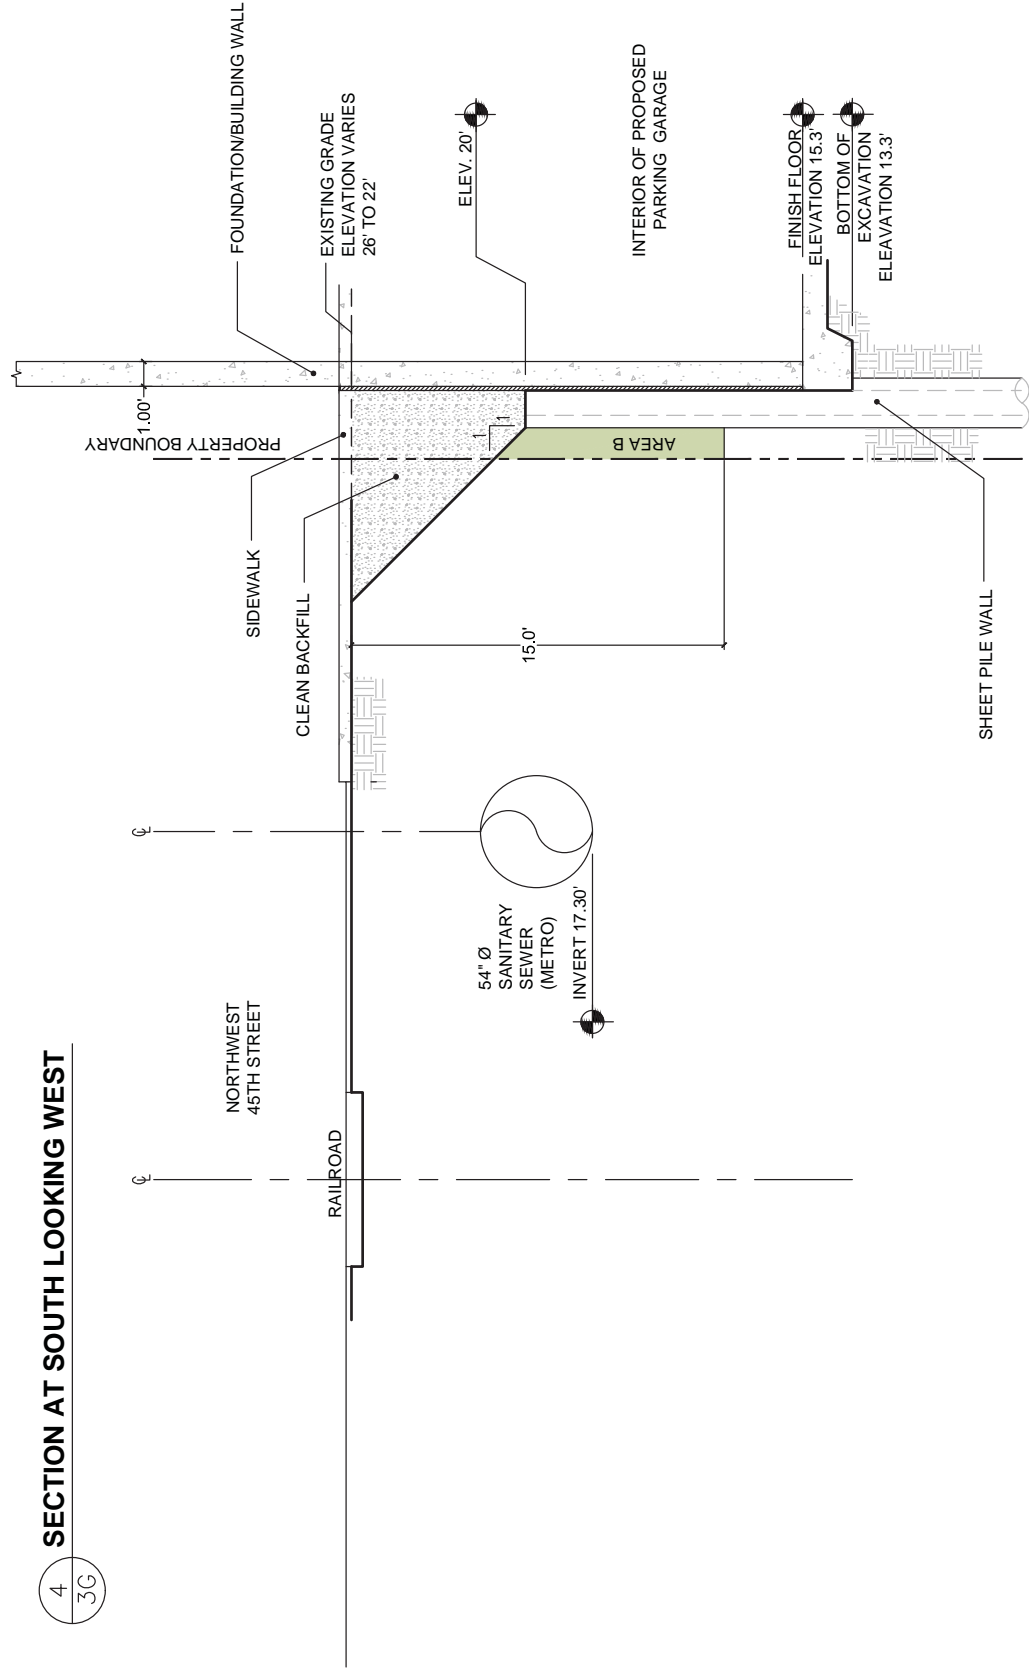 4
3G
SECTION AT SOUTH LOOKING WEST
NORTHWEST
45TH STREET
RAILROAD
CL
CL
54" Ø
SANITARY
SEWER
(METRO)
INVERT 17.30'
SIDEWALK
CLEAN BACKFILL
15.0'
SHEET PILE WALL
PROPERTY BOUNDARY
1.00'
1
1
AREA B
FOUNDATION/BUILDING WALL
EXISTING GRADE
ELEVATION VARIES
26' TO 22'
ELEV. 20'
INTERIOR OF PROPOSED
PARKING GARAGE
FINISH FLOOR
ELEVATION 15.3'
BOTTOM OF
EXCAVATION
ELEAVATION 13.3'